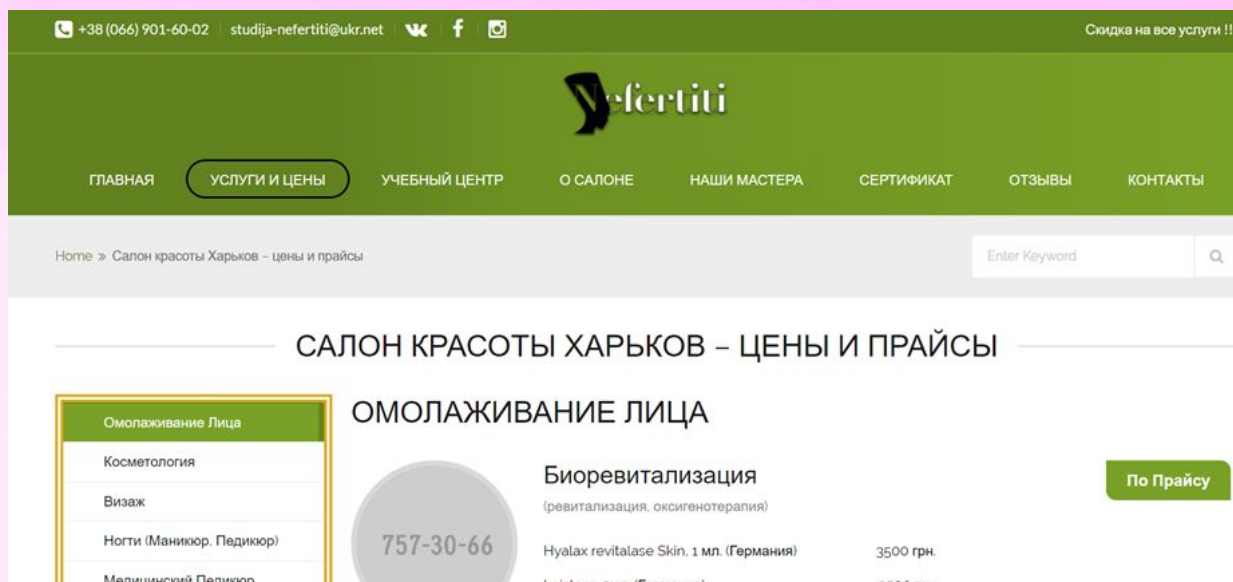 +38 (066) 901-60-02 studija-nefertiti@ukr.net
Скидка на все услуги !!
Nefertiti
ГЛАВНАЯ УСЛУГИ И ЦЕНЫ УЧЕБНЫЙ ЦЕНТР О САЛОНЕ НАШИ МАСТЕРА СЕРТИФИКАТ ОТЗЫВЫ КОНТАКТЫ
Home » Салон красоты Харьков – цены и прайсы
Enter Keyword
САЛОН КРАСОТЫ ХАРЬКОВ – ЦЕНЫ И ПРАЙСЫ
Омолаживание Лица
Косметология
Визаж
Ногти (Маникюр, Педикюр)
Медицинский Педикюр
ОМОЛАЖИВАНИЕ ЛИЦА
757-30-66
Биоревитализация
(ревитализация, оксигенотерапия)
По Прайсу
Hyalax revitalase Skin, 1 мл. (Германия) 3500 грн.